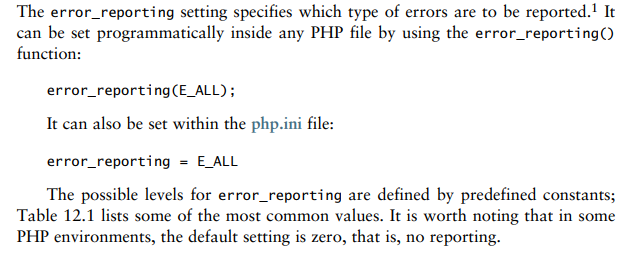 The error_reporting setting specifies which type of errors are to be reported.¹ It
can be set programmatically inside any PHP file by using the error_reporting()
function:
error_reporting(E_ALL);
It can also be set within the php.ini file:
error_reporting = E_ALL
The possible levels for error_reporting are defined by predefined constants;
Table 12.1 lists some of the most common values. It is worth noting that in some
PHP environments, the default setting is zero, that is, no reporting.